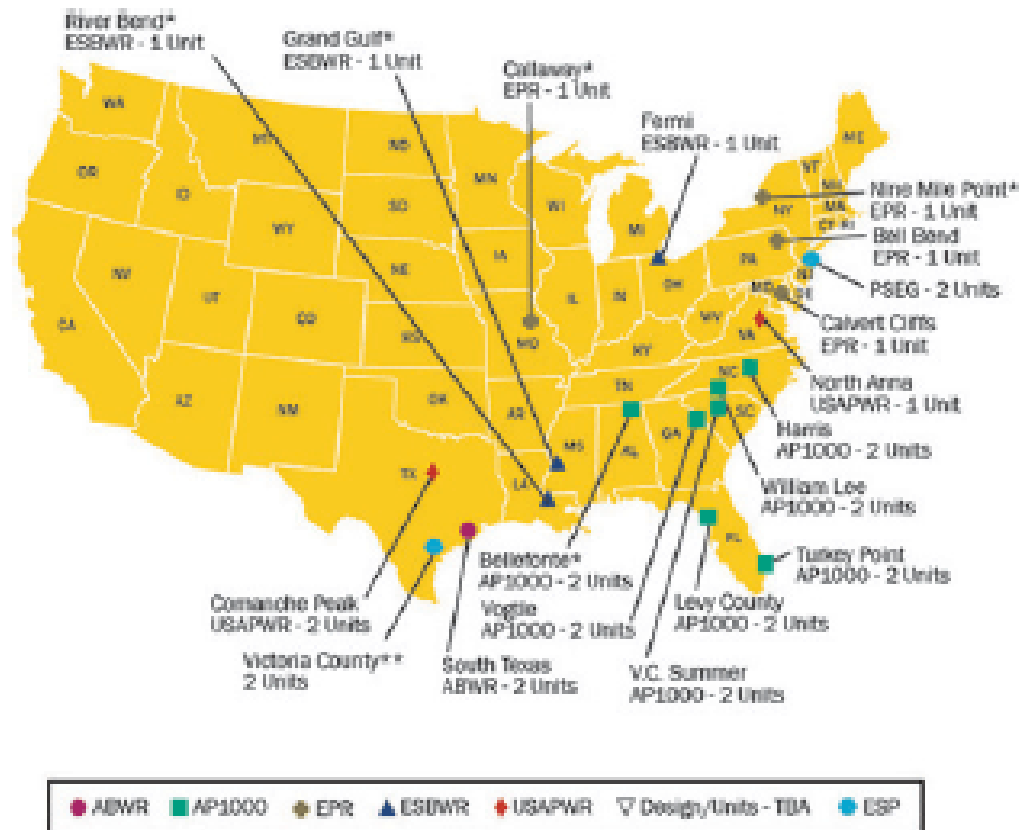 River Bend*
ESBWR - 1 Unit
Grand Gulf*
ESBWR - 1 Unit
Callaway*
EPR - 1 Unit
Fermi
ESBWR - 1 Unit
Nine Mile Point*
EPR - 1 Unit
Bell Bend
EPR - 1 Unit
PSEG - 2 Units
Calvert Cliffs
EPR - 1 Unit
North Anna
USAPWR - 1 Unit
Harris
AP1000 - 2 Units
William Lee
AP1000 - 2 Units
Turkey Point
AP1000 - 2 Units
Levy County
AP1000 - 2 Units
V.C. Summer
AP1000 - 2 Units
Bellefonte*
AP1000 - 2 Units
Vogtle
AP1000 - 2 Units
South Texas
ABWR - 2 Units
Victoria County**
2 Units
Comanche Peak
USAPWR - 2 Units
WA
OR
CA
ID
NV
UT
AZ
WY
CO
NM
ND
SD
NE
KS
OK
TX
MN
IA
MO
AR
LA
WI
IL
MS
MI
IN
KY
TN
AL
OH
GA
FL
SC
NC
VA
WV
PA
NY
MD
DE
NJ
CT RI
MA
NH
VT
ME
ABWR
AP1000
EPR
ESBWR
USAPWR
Design/Units - TBA
ESP